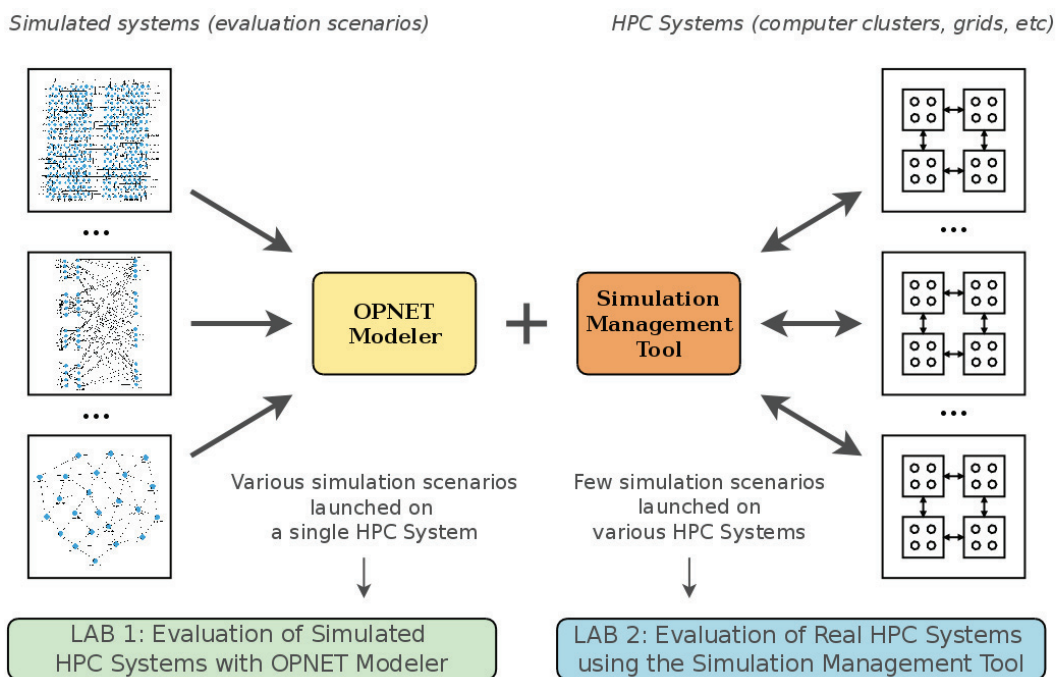 Simulated systems (evaluation scenarios)
HPC Systems (computer clusters, grids, etc)
...
...
OPNET
Modeler
+
Simulation
Management
Tool
...
...
Various simulation scenarios
launched on
a single HPC System
Few simulation scenarios
launched on
various HPC Systems
LAB 1: Evaluation of Simulated
HPC Systems with OPNET Modeler
LAB 2: Evaluation of Real HPC Systems
using the Simulation Management Tool